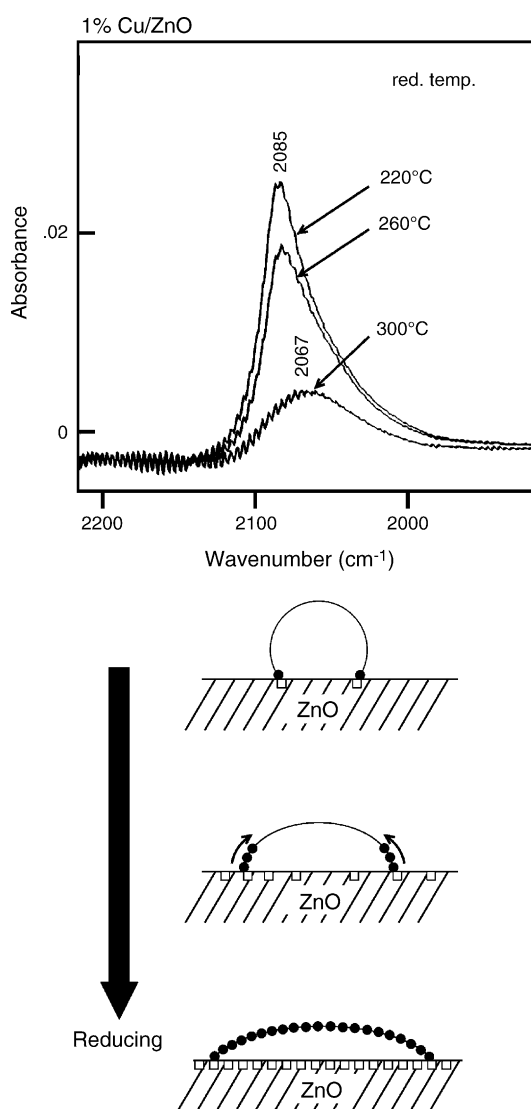 1% Cu/ZnO
red. temp.
2085
220°C
260°C
300°C
2067
Absorbance
.02
0
2200 2100 2000
Wavenumber (cm-1)
ZnO
ZnO
Reducing
ZnO